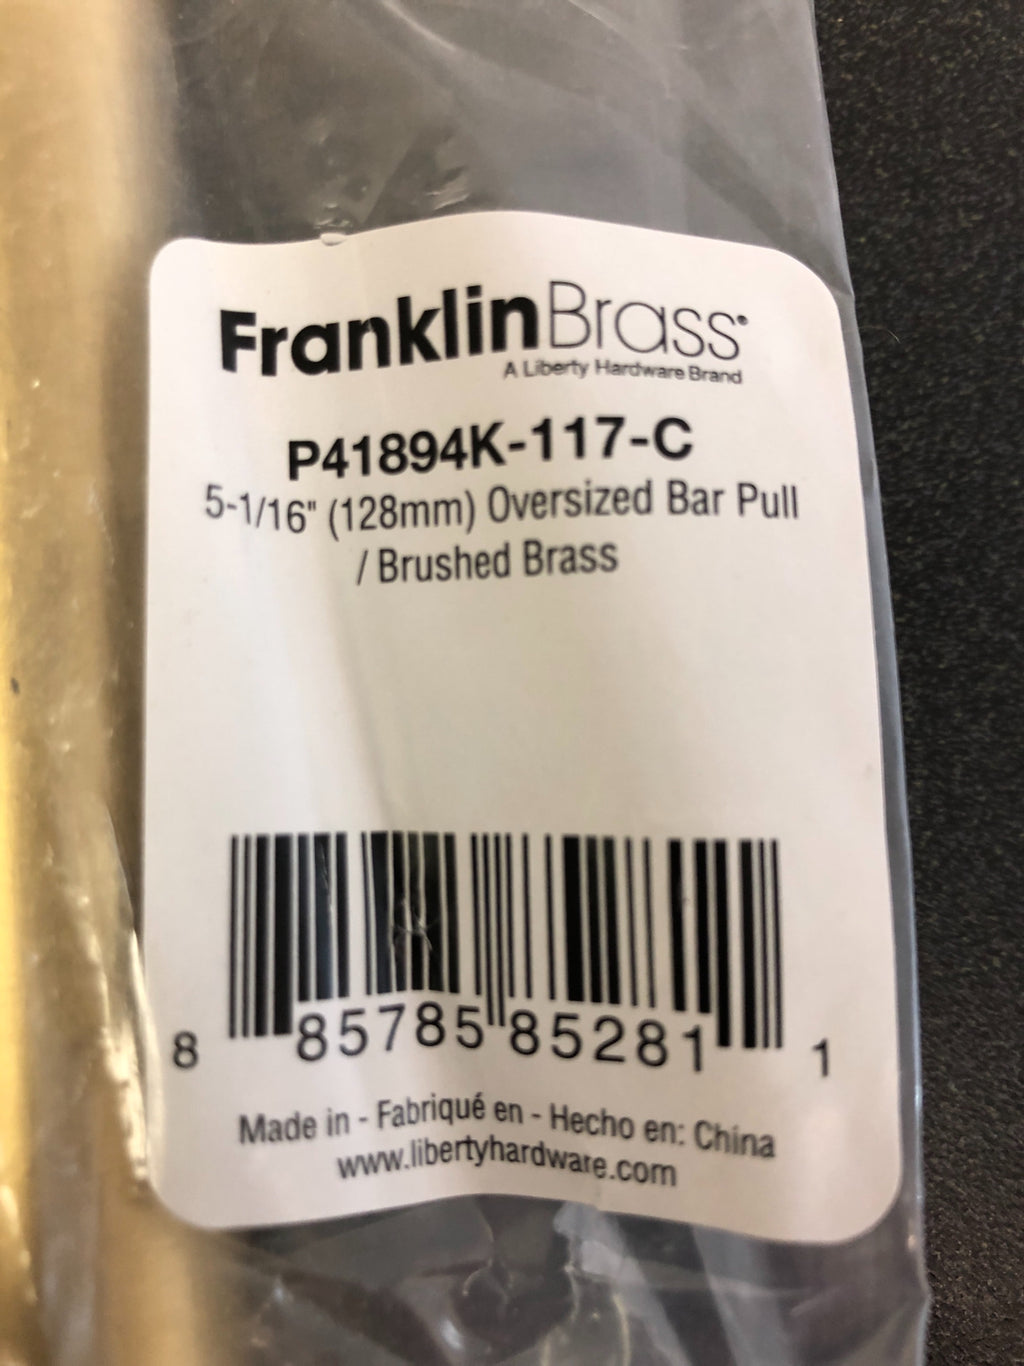 FranklinBrass®
A Liberty Hardware Brand
P41894K-117-C
5-1/16" (128mm) Oversized Bar Pull
/ Brushed Brass
8 85785 85281 1
Made in - Fabriqué en - Hecho en: China
www.libertyhardware.com